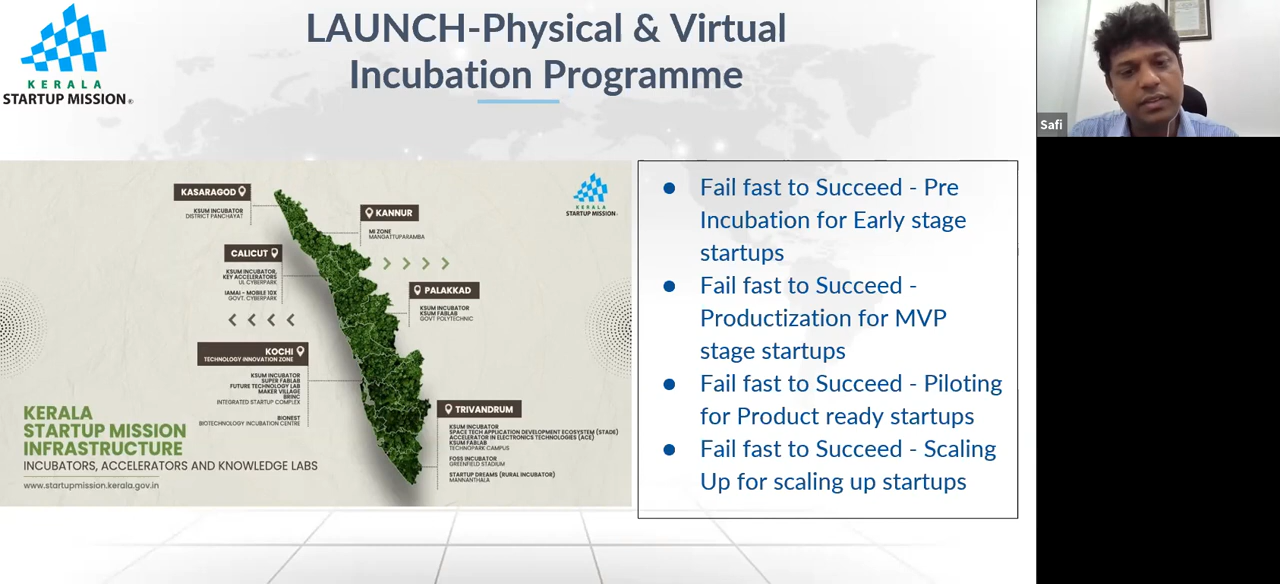 LAUNCH-Physical & Virtual
Incubation Programme
KERALA
STARTUP MISSION®
Safi
KASARAGOD
KSUM INCUBATOR
DISTRICT PANCHAYAT
KERALA
STARTUP MISSION
KANNUR
MI ZONE
MANGATTUPARAMBA
CALICUT
KSUM INCUBATOR,
KEY ACCELERATORS
UL CYBERPARK
IAMAI - MOBILE 10X
GOVT. CYBERPARK
PALAKKAD
KSUM INCUBATOR
KSUM FABLAB
GOVT POLYTECHNIC
KOCHI
TECHNOLOGY INNOVATION ZONE
KSUM INCUBATOR
SUPER FABLAB
FUTURE TECHNOLOGY LAB
MAKER VILLAGE
BRINC
INTEGRATED STARTUP COMPLEX
BIONEST
BIOTECHNOLOGY INCUBATION CENTRE
TRIVANDRUM
KSUM INCUBATOR
SPACE TECH APPLICATION DEVELOPMENT ECOSYSTEM (STADE)
ACCELERATOR IN ELECTRONICS TECHNOLOGIES (ACE)
KSUM FABLAB
TECHNOPARK CAMPUS
FOSS INCUBATOR
GREENFIELD STADIUM
STARTUP DREAMS (RURAL INCUBATOR)
MANNANTHALA
KERALA
STARTUP MISSION
INFRASTRUCTURE
INCUBATORS, ACCELERATORS AND KNOWLEDGE LABS
www.startupmission.kerala.gov.in
● Fail fast to Succeed - Pre
Incubation for Early stage
startups
● Fail fast to Succeed -
Productization for MVP
stage startups
● Fail fast to Succeed - Piloting
for Product ready startups
● Fail fast to Succeed - Scaling
Up for scaling up startups